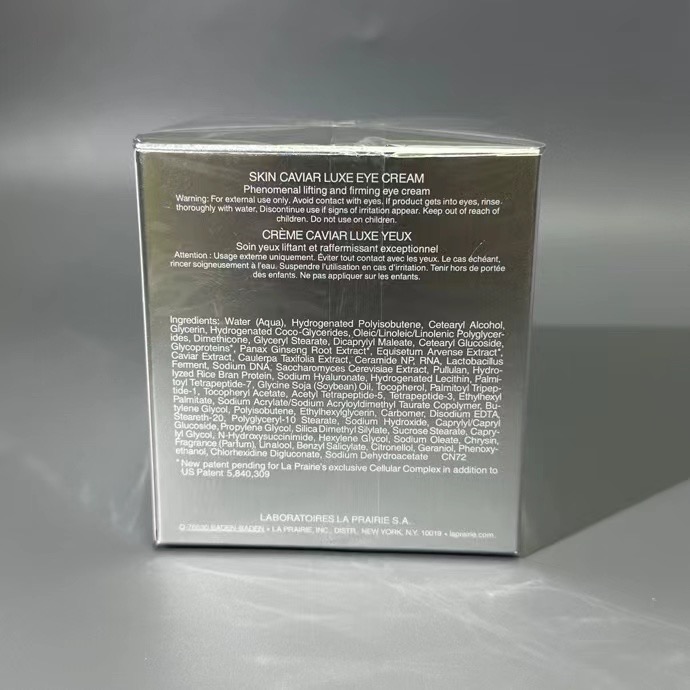 SKIN CAVIAR LUXE EYE CREAM
Phenomenal lifting and firming eye cream
Warning: For external use only. Avoid contact with eyes. If product gets into eyes, rinse
thoroughly with water. Discontinue use if signs of irritation appear. Keep out of reach of
children. Do not use on children.
CRÈME CAVIAR LUXE YEUX
Soin yeux liftant et raffermissant exceptionnel
Attention : Usage externe uniquement. Éviter tout contact avec les yeux. Le cas échéant,
rincer soigneusement à l'eau. Suspendre l'utilisation en cas d'irritation. Tenir hors de portée
des enfants. Ne pas appliquer sur les enfants.
Ingredients: Water (Aqua), Hydrogenated Polyisobutene, Cetearyl Alcohol,
Glycerin, Hydrogenated Coco-Glycerides, Oleic/Linoleic/Linolenic Polyglycer-
ides, Dimethicone, Glyceryl Stearate, Dicaprylyl Maleate, Cetearyl Glucoside,
Glycoproteins*, Panax Ginseng Root Extract*, Equisetum Arvense Extract*,
Caviar Extract, Caulerpa Taxifolia Extract, Ceramide NP, RNA, Lactobacillus
Ferment, Sodium DNA, Saccharomyces Cerevisiae Extract, Pullulan, Hydro-
lyzed Rice Bran Protein, Sodium Hyaluronate, Hydrogenated Lecithin, Palmi-
toyl Tetrapeptide-7, Glycine Soja (Soybean) Oil, Tocopherol, Palmitoyl Tripep-
tide-1, Tocopheryl Acetate, Acetyl Tetrapeptide-5, Tetrapeptide-3, Ethylhexyl
Palmitate, Sodium Acrylate/Sodium Acryloyldimethyl Taurate Copolymer, Bu-
tylene Glycol, Polyisobutene, Ethylhexylglycerin, Carbomer, Disodium EDTA,
Steareth-20, Polyglyceryl-10 Stearate, Sodium Hydroxide, Caprylyl/Capryl
Glucoside, Propylene Glycol, Silica Dimethyl Silylate, Sucrose Stearate, Capry-
lyl Glycol, N-Hydroxysuccinimide, Hexylene Glycol, Sodium Oleate, Chrysin,
Fragrance (Parfum), Linalool, Benzyl Salicylate, Citronellol, Geraniol, Phenoxy-
ethanol, Chlorhexidine Digluconate, Sodium Dehydroacetate CN72
*New patent pending for La Prairie's exclusive Cellular Complex in addition to
US Patent 5,840,309
LABORATOIRES LA PRAIRIE S.A.
D-76530 BADEN-BADEN • LA PRAIRIE, INC. DISTR. NEW YORK, N.Y. 10019 • laprairie.com.